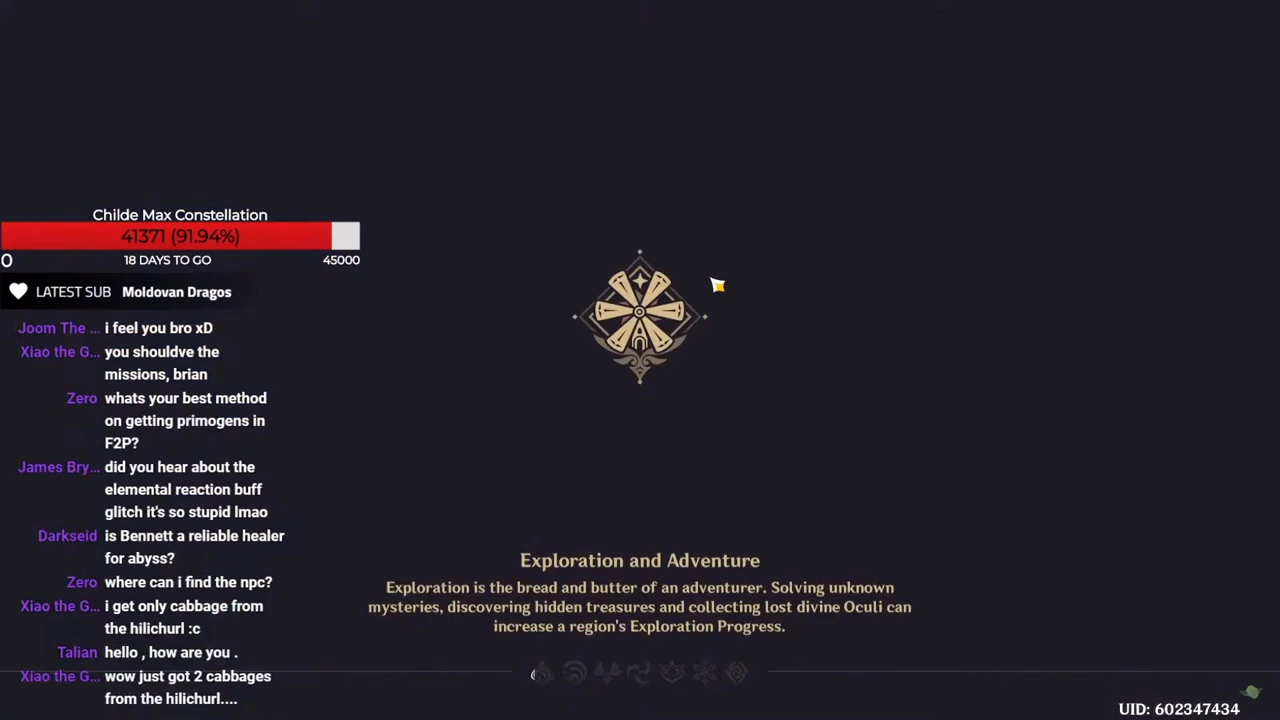 Childe Max Constellation
41371 (91.94%)
0 18 DAYS TO GO 45000
LATEST SUB Moldovan Dragos
Joom The ... i feel you bro xD
Xiao the G... you shouldve the
missions, brian
Zero whats your best method
on getting primogens in
F2P?
James Bry... did you hear about the
elemental reaction buff
glitch it's so stupid lmao
Darkseid is Bennett a reliable healer
for abyss?
Zero where can i find the npc?
Xiao the G... i get only cabbage from
the hilichurl :c
Talian hello , how are you .
Xiao the G... wow just got 2 cabbages
from the hilichurl....
Exploration and Adventure
Exploration is the bread and butter of an adventurer. Solving unknown
mysteries, discovering hidden treasures and collecting lost divine Oculi can
increase a region's Exploration Progress.
UID: 602347434